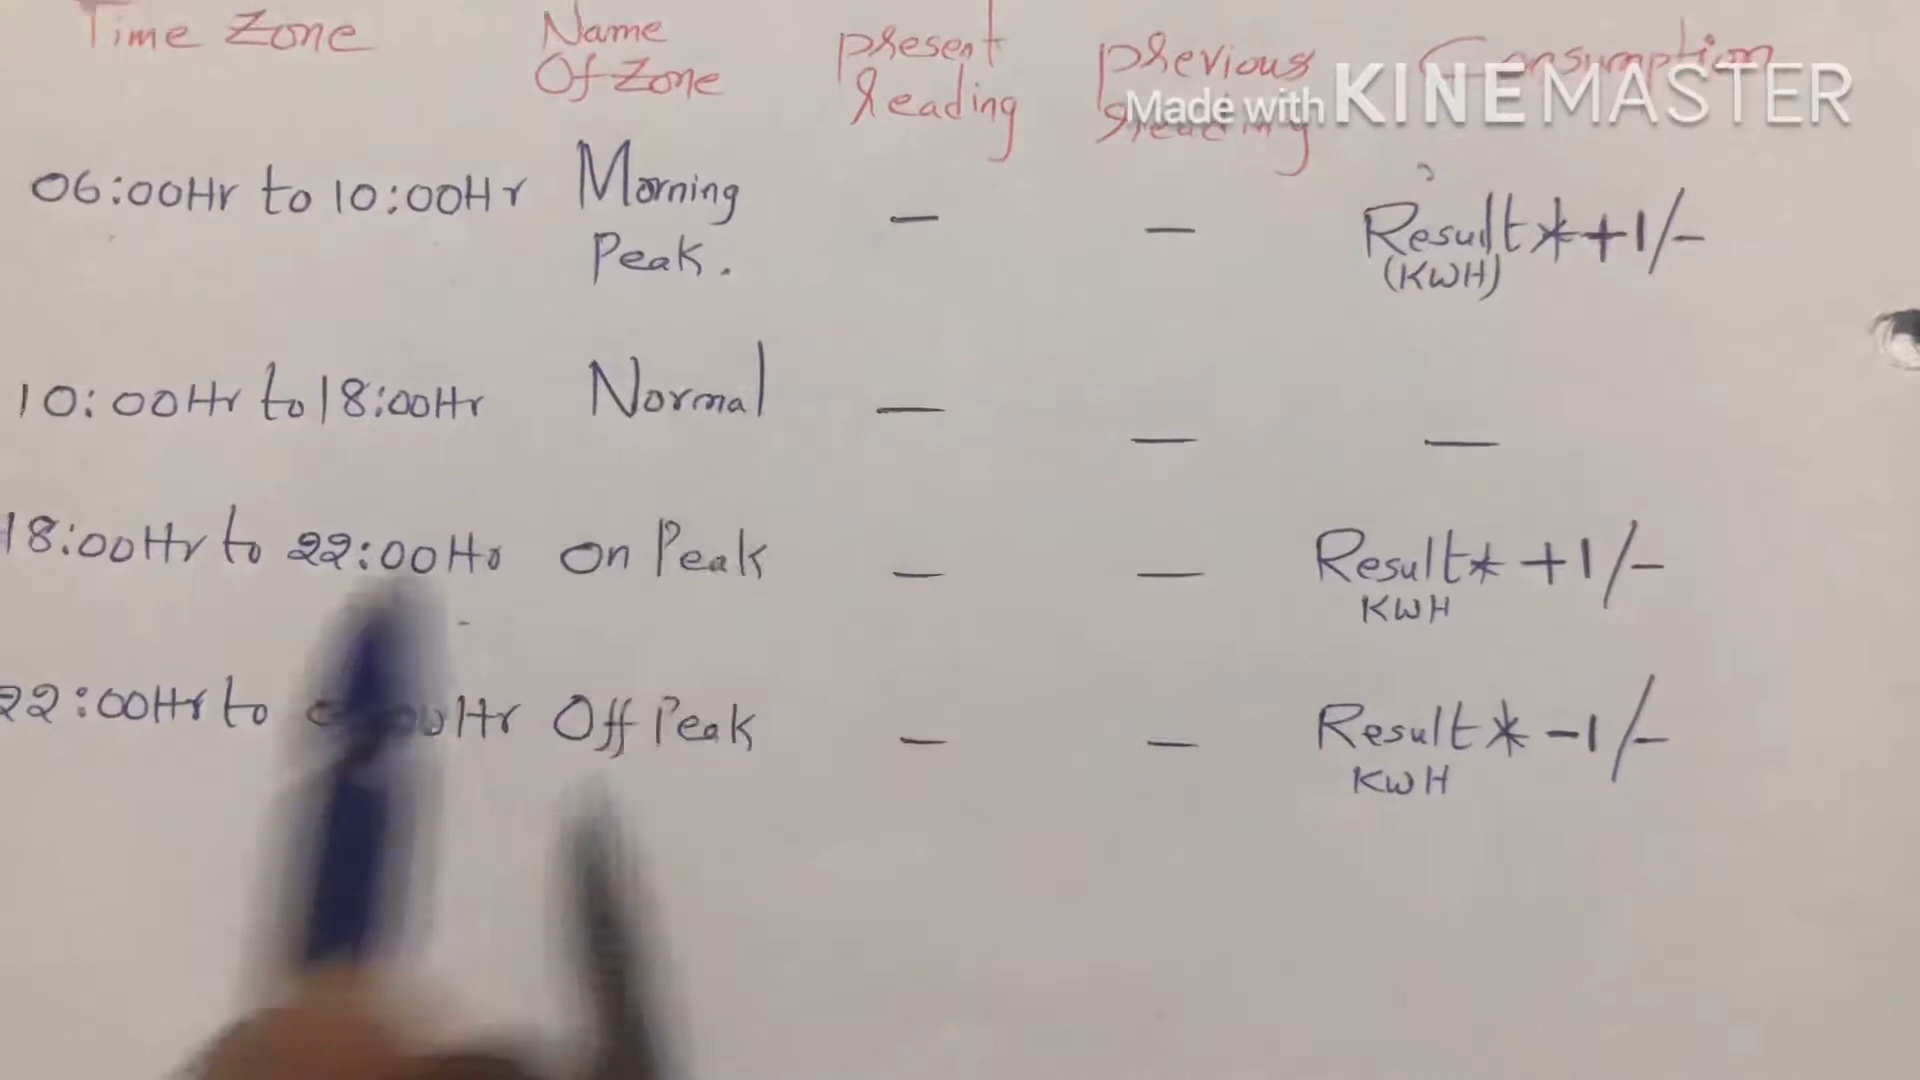 Time Zone Name Of Zone Present Reading Previous Consumption
Made with KINEMASTER
06:00Hr to 10:00Hr Morning Peak. — — Result * +1/-
(KWH)
10:00Hr to 18:00Hr Normal — — —
18:00Hr to 22:00Hr On Peak — — Result * +1/-
KWH
22:00Hr to Hr Off Peak — — Result * -1/-
KWH